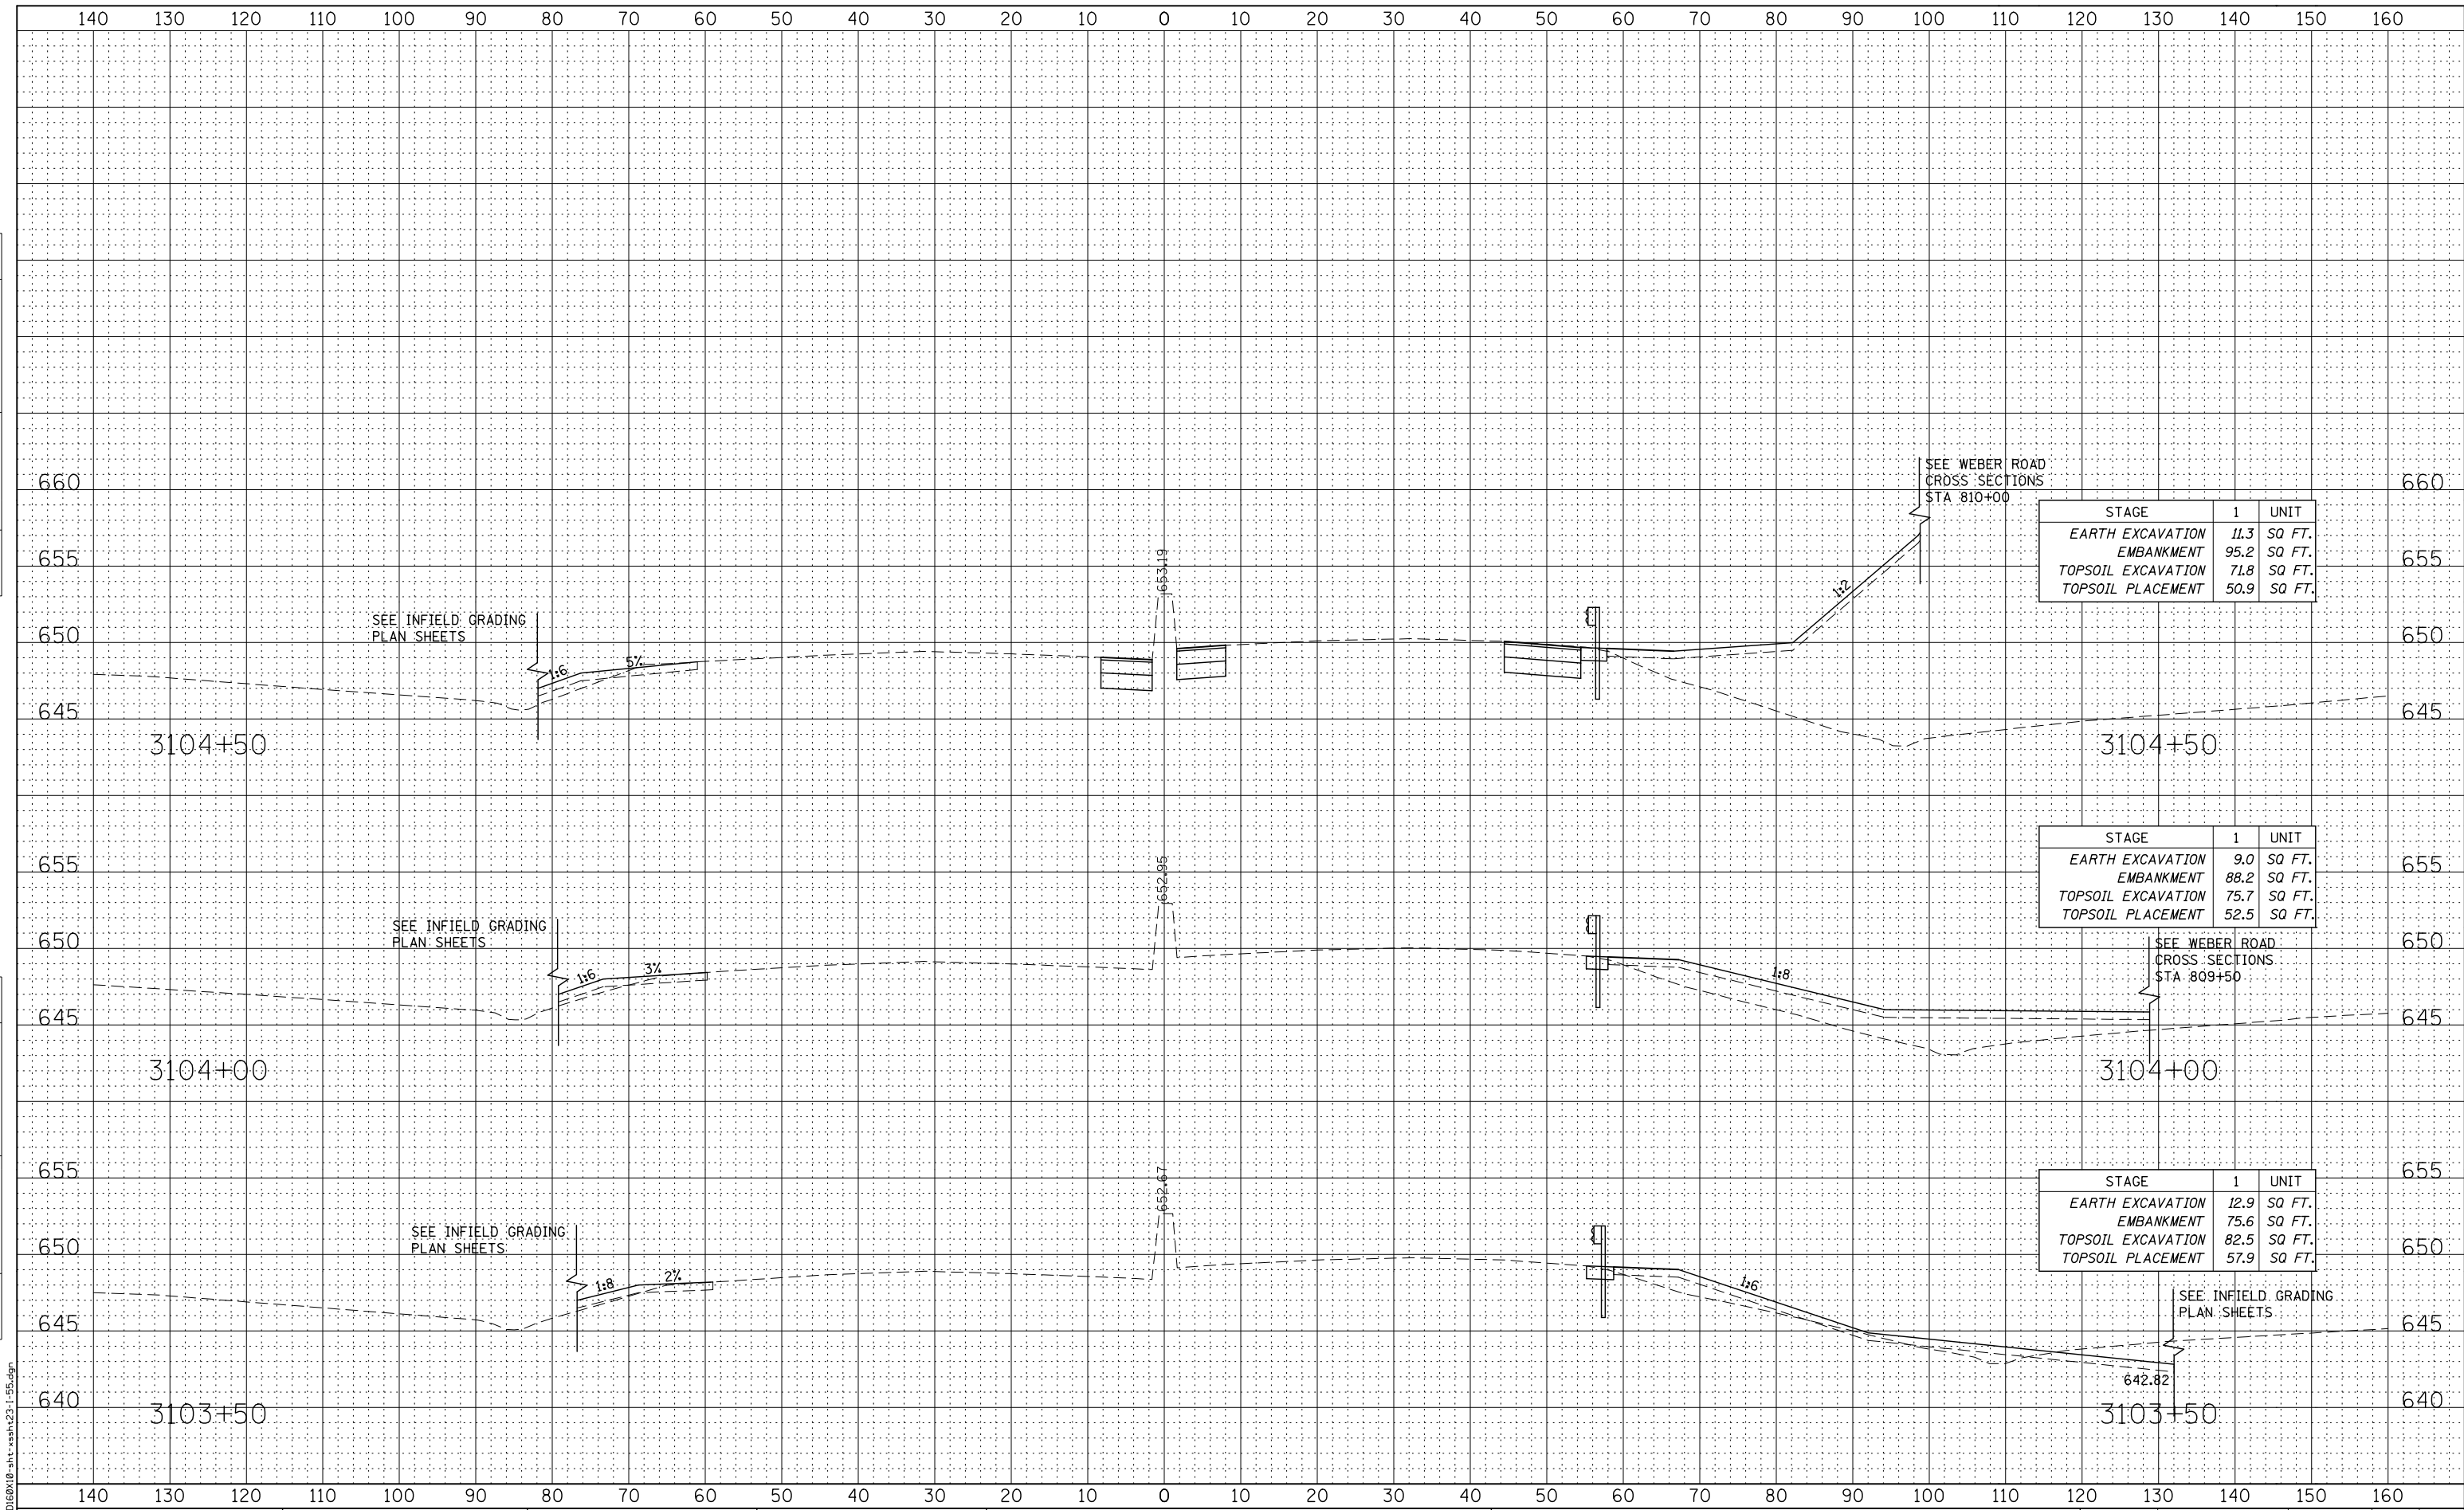 140 130 120 110 100 90 80 70 60 50 40 30 20 10 0 10 20 30 40 50 60 70 80 90 100 110 120 130 140 150 160
SEE WEBER ROAD
CROSS SECTIONS
STA 810+00
660 660
STAGE 1 UNIT
EARTH EXCAVATION 11.3 SQ FT.
EMBANKMENT 95.2 SQ FT.
TOPSOIL EXCAVATION 71.8 SQ FT.
TOPSOIL PLACEMENT 50.9 SQ FT.
655 653.19 655
1:2
SEE INFIELD GRADING
PLAN SHEETS
650 650
1:6 5%
645 645
3104+50 3104+50
STAGE 1 UNIT
EARTH EXCAVATION 9.0 SQ FT.
EMBANKMENT 88.2 SQ FT.
TOPSOIL EXCAVATION 75.7 SQ FT.
TOPSOIL PLACEMENT 52.5 SQ FT.
655 652.95 655
SEE INFIELD GRADING
PLAN SHEETS
650 650
SEE WEBER ROAD
CROSS SECTIONS
STA 809+50
1:6 3% 1:8
645 645
3104+00 3104+00
655 652.67 655
STAGE 1 UNIT
EARTH EXCAVATION 12.9 SQ FT.
EMBANKMENT 75.6 SQ FT.
TOPSOIL EXCAVATION 82.5 SQ FT.
TOPSOIL PLACEMENT 57.9 SQ FT.
SEE INFIELD GRADING
PLAN SHEETS
650 650
1:8 2% 1:6
SEE INFIELD GRADING
PLAN SHEETS
645 645
642.82
640 640
3103+50 3103+50
D160X10-sht-xssht23-I-55.dgn
140 130 120 110 100 90 80 70 60 50 40 30 20 10 0 10 20 30 40 50 60 70 80 90 100 110 120 130 140 150 160